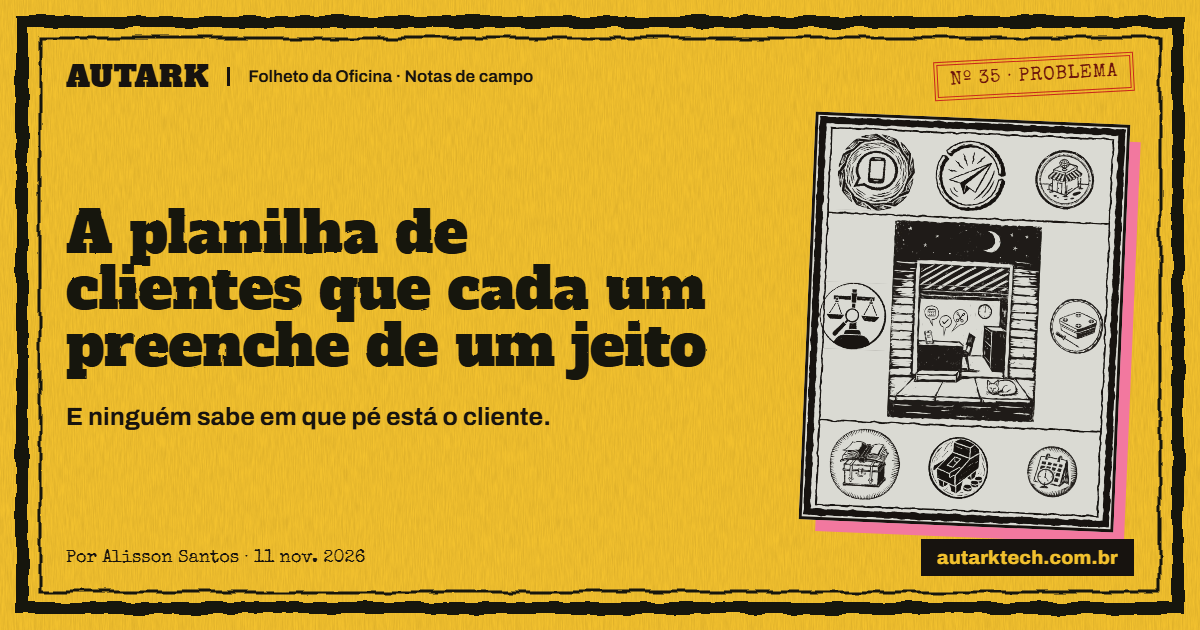 AUTARK
Folheto da Oficina · Notas de campo
Nº 35 · PROBLEMA
A planilha de
clientes que cada um
preenche de um jeito
E ninguém sabe em que pé está o cliente.
Por Alisson Santos · 11 nov. 2026
autarktech.com.br